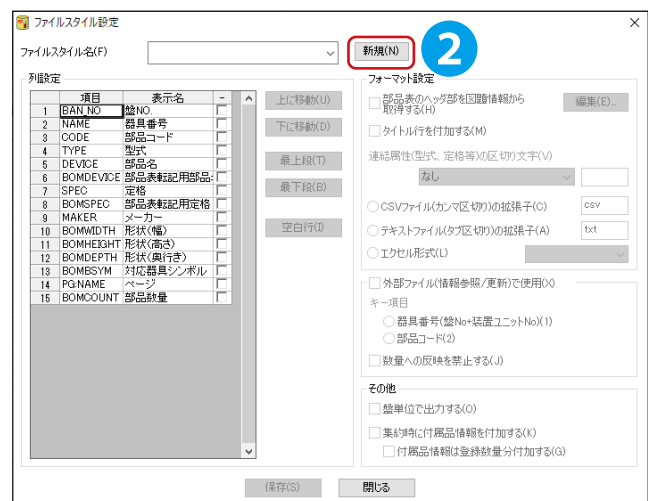 ファイルスタイル設定
ファイルスタイル名(F)
新規(N)
2
列設定
項目 表示名 -
1 BAN_NO 盤NO.
2 NAME 器具番号
3 CODE 部品コード
4 TYPE 型式
5 DEVICE 部品名
6 BOMDEVICE 部品表転記用部品:
7 SPEC 定格
8 BOMSPEC 部品表転記用定格
9 MAKER メーカー
10 BOMWIDTH 形状(幅)
11 BOMHEIGHT 形状(高さ)
12 BOMDEPTH 形状(奥行き)
13 BOMBSYM 対応器具シンボル
14 PG.NAME ページ
15 BOMCOUNT 部品数量
上に移動(U)
下に移動(D)
最上段(T)
最下段(B)
空白行(I)
フォーマット設定
部品表のヘッダ部を図題情報から
取得する(H)
編集(E)...
タイトル行を付加する(M)
連結属性(型式、定格等)の区切り文字(V)
なし
CSVファイル(カンマ区切り)の拡張子(C) csv
テキストファイル(タブ区切り)の拡張子(A) txt
エクセル形式(L)
外部ファイル(情報参照/更新)で使用(X)
キー項目
器具番号(盤No+装置ユニットNo)(1)
部品コード(2)
数量への反映を禁止する(J)
その他
盤単位で出力する(O)
集約時に付属品情報を付加する(K)
付属品情報は登録数量分付加する(G)
保存(S)
閉じる